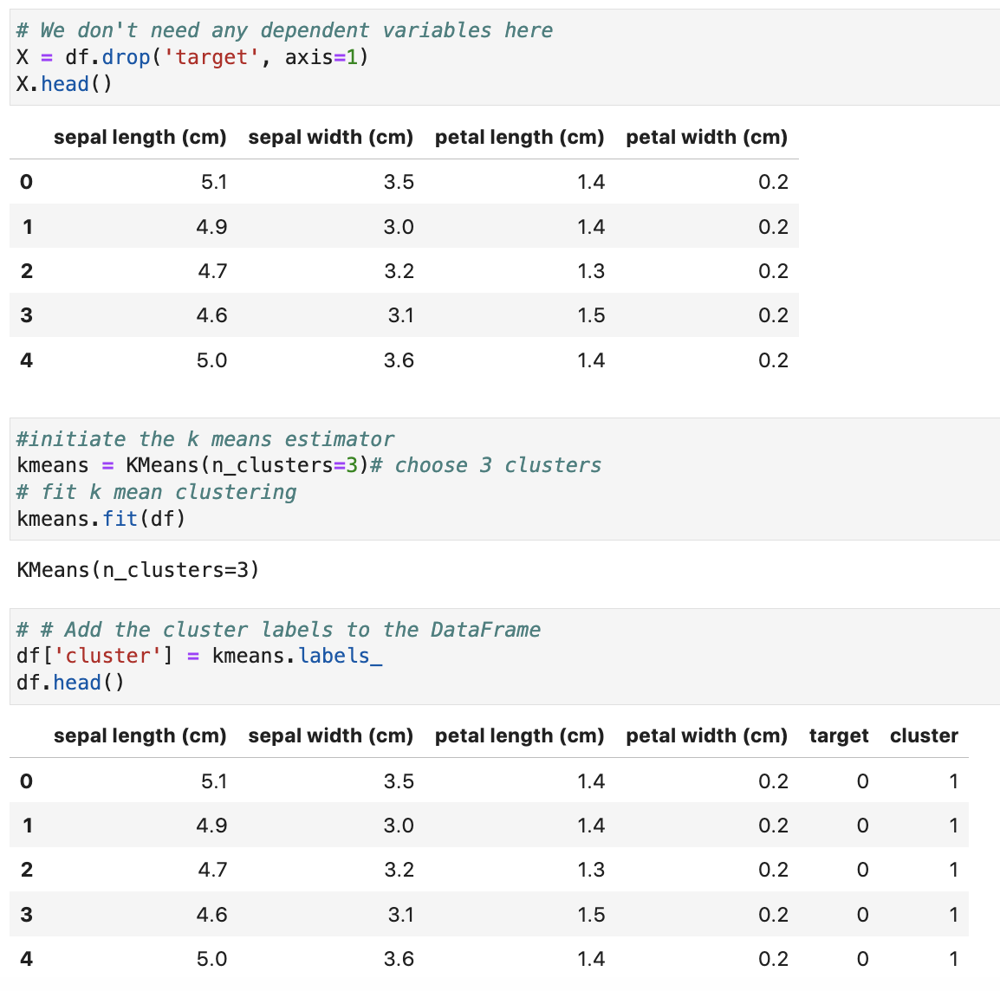 # We don't need any dependent variables here
X = df.drop('target', axis=1)
X.head()
sepal length (cm) sepal width (cm) petal length (cm) petal width (cm)
0 5.1 3.5 1.4 0.2
1 4.9 3.0 1.4 0.2
2 4.7 3.2 1.3 0.2
3 4.6 3.1 1.5 0.2
4 5.0 3.6 1.4 0.2
#initiate the k means estimator
kmeans = KMeans(n_clusters=3)# choose 3 clusters
# fit k mean clustering
kmeans.fit(df)
KMeans(n_clusters=3)
# # Add the cluster labels to the DataFrame
df['cluster'] = kmeans.labels_
df.head()
sepal length (cm) sepal width (cm) petal length (cm) petal width (cm) target cluster
0 5.1 3.5 1.4 0.2 0 1
1 4.9 3.0 1.4 0.2 0 1
2 4.7 3.2 1.3 0.2 0 1
3 4.6 3.1 1.5 0.2 0 1
4 5.0 3.6 1.4 0.2 0 1